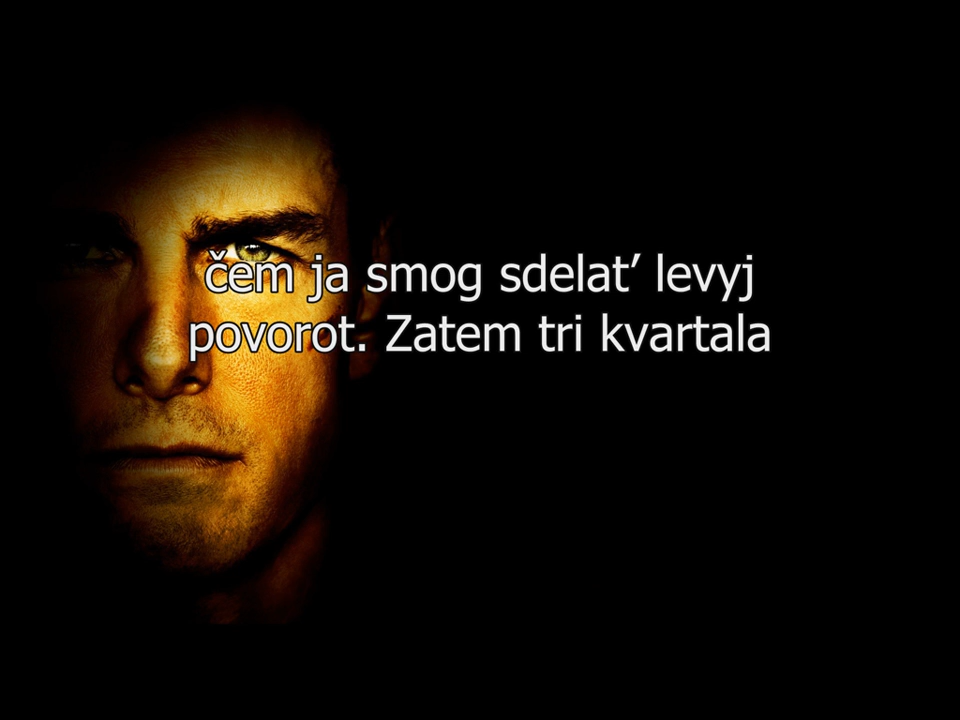 čem ja smog sdelat’ levyj
povorot. Zatem tri kvartala